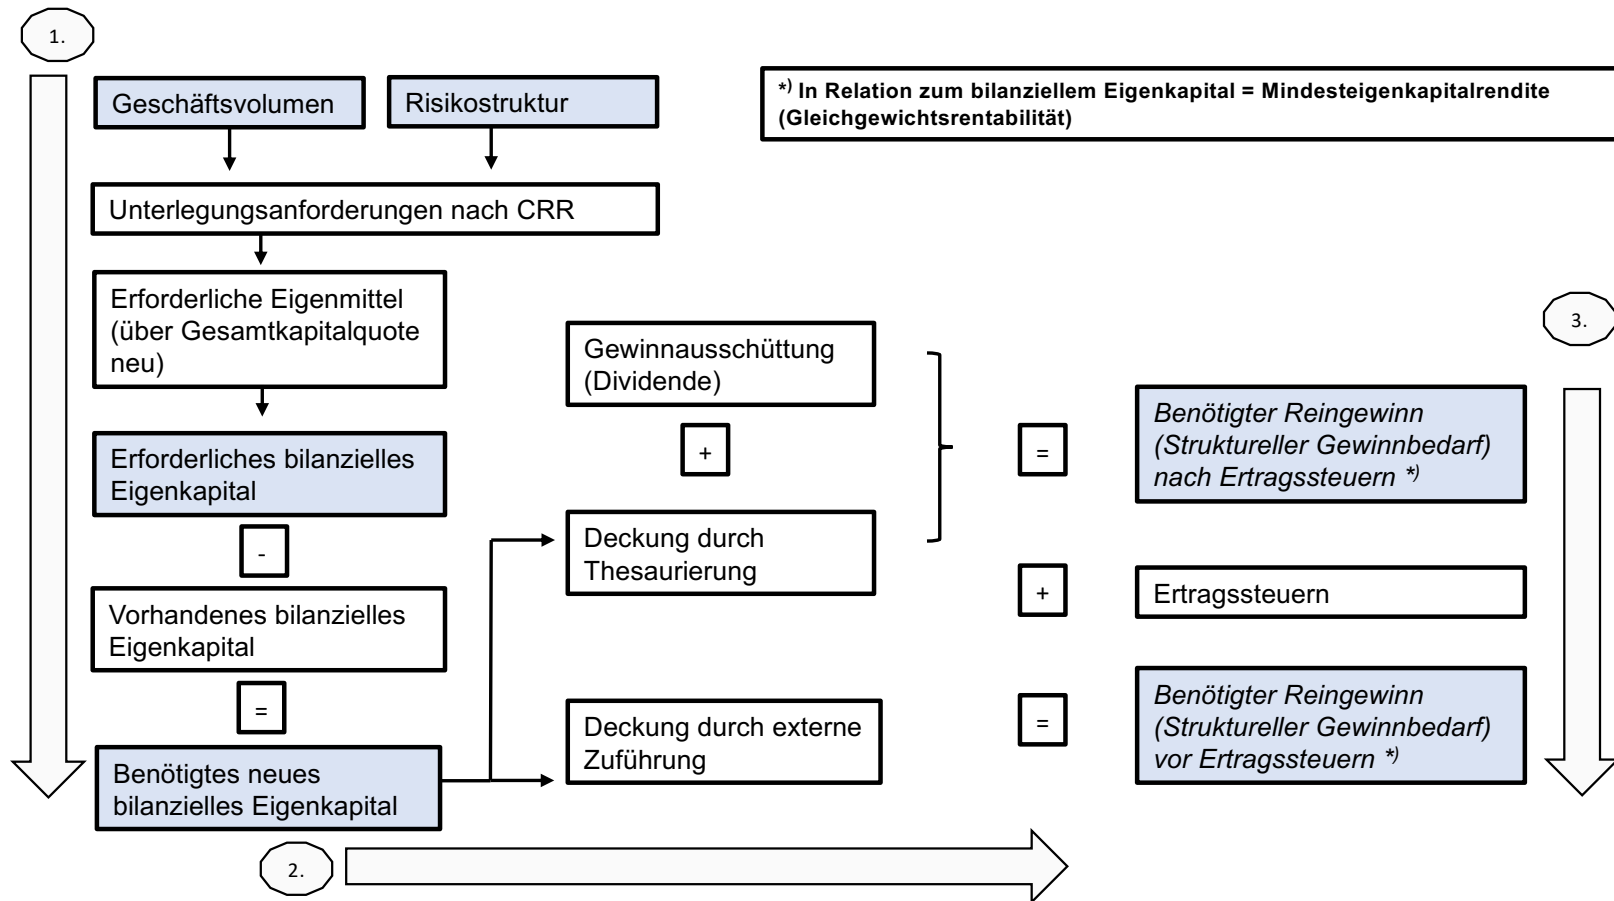 1.
Geschäftsvolumen
Risikostruktur
*) In Relation zum bilanziellem Eigenkapital = Mindesteigenkapitalrendite
(Gleichgewichtsrentabilität)
Unterlegungsanforderungen nach CRR
Erforderliche Eigenmittel
(über Gesamtkapitalquote
neu)
Erforderliches bilanzielles
Eigenkapital
-
Vorhandenes bilanzielles
Eigenkapital
=
Benötigtes neues
bilanzielles Eigenkapital
2.
Gewinnausschüttung
(Dividende)
+
Deckung durch
Thesaurierung
Deckung durch externe
Zuführung
3.
=
Benötigter Reingewinn
(Struktureller Gewinnbedarf)
nach Ertragssteuern *)
+
Ertragssteuern
=
Benötigter Reingewinn
(Struktureller Gewinnbedarf)
vor Ertragssteuern *)